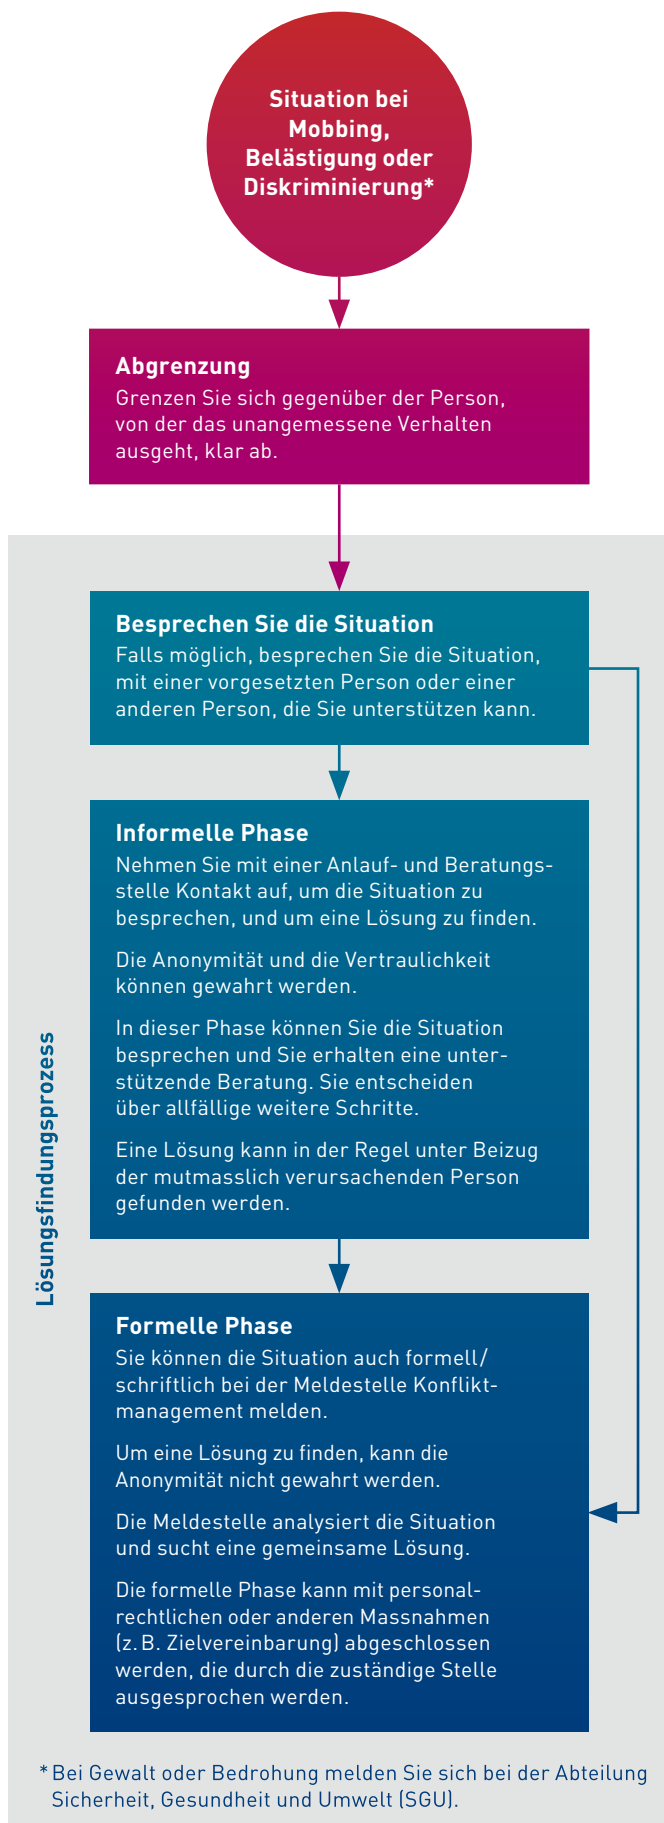 Situation bei
Mobbing,
Belästigung oder
Diskriminierung*
Abgrenzung
Grenzen Sie sich gegenüber der Person,
von der das unangemessene Verhalten
ausgeht, klar ab.
Besprechen Sie die Situation
Falls möglich, besprechen Sie die Situation,
mit einer vorgesetzten Person oder einer
anderen Person, die Sie unterstützen kann.
Informelle Phase
Nehmen Sie mit einer Anlauf- und Beratungs-
stelle Kontakt auf, um die Situation zu
besprechen, und um eine Lösung zu finden.
Die Anonymität und die Vertraulichkeit
können gewahrt werden.
In dieser Phase können Sie die Situation
besprechen und Sie erhalten eine unter-
stützende Beratung. Sie entscheiden
über allfällige weitere Schritte.
Eine Lösung kann in der Regel unter Beizug
der mutmasslich verursachenden Person
gefunden werden.
Lösungsfindungsprozess
Formelle Phase
Sie können die Situation auch formell/
schriftlich bei der Meldestelle Konflikt-
management melden.
Um eine Lösung zu finden, kann die
Anonymität nicht gewahrt werden.
Die Meldestelle analysiert die Situation
und sucht eine gemeinsame Lösung.
Die formelle Phase kann mit personal-
rechtlichen oder anderen Massnahmen
(z. B. Zielvereinbarung) abgeschlossen
werden, die durch die zuständige Stelle
ausgesprochen werden.
* Bei Gewalt oder Bedrohung melden Sie sich bei der Abteilung
Sicherheit, Gesundheit und Umwelt (SGU).